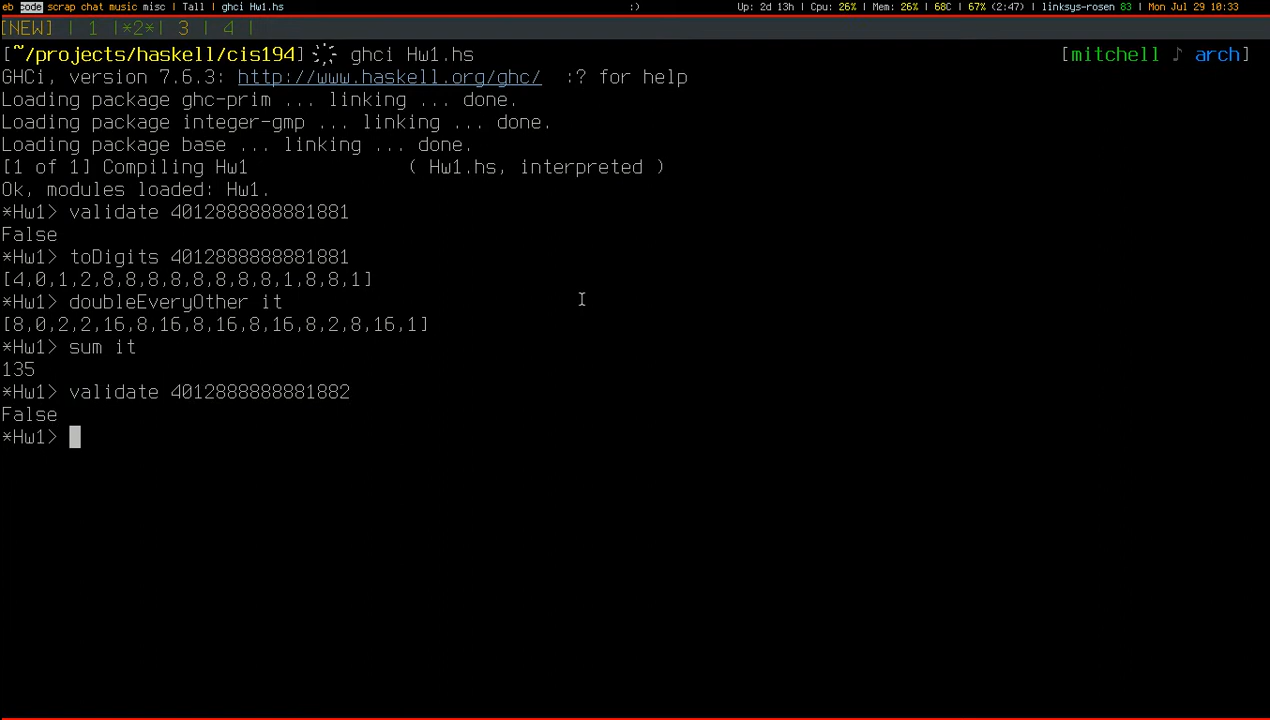 eb code scrap chat music misc | Tall | ghci Hw1.hs :) Up: 2d 13h | Cpu: 26% | Mem: 26% | 68C | 67% (2:47) | linksys-rosen 83 | Mon Jul 29 10:33
[NEW] | 1 |*2*| 3 | 4 |
[~/projects/haskell/cis194] ghci Hw1.hs [mitchell ♪ arch]
GHCi, version 7.6.3: http://www.haskell.org/ghc/ :? for help
Loading package ghc-prim ... linking ... done.
Loading package integer-gmp ... linking ... done.
Loading package base ... linking ... done.
[1 of 1] Compiling Hw1 ( Hw1.hs, interpreted )
Ok, modules loaded: Hw1.
*Hw1> validate 4012888888881881
False
*Hw1> toDigits 4012888888881881
[4,0,1,2,8,8,8,8,8,8,8,8,1,8,8,1]
*Hw1> doubleEveryOther it
[8,0,2,2,16,8,16,8,16,8,16,8,2,8,16,1]
*Hw1> sum it
135
*Hw1> validate 4012888888881882
False
*Hw1>